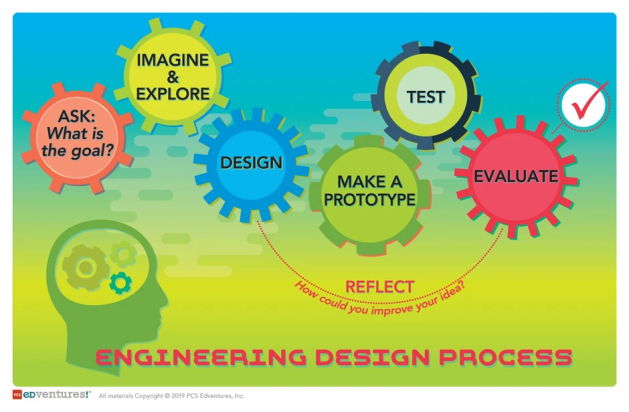 ASK:
What is
the goal?
IMAGINE
&
EXPLORE
DESIGN
MAKE A
PROTOTYPE
TEST
EVALUATE
REFLECT
How could you improve your idea?
ENGINEERING DESIGN PROCESS
PCS eDventures!™ All materials Copyright © 2019 PCS Edventures, Inc.